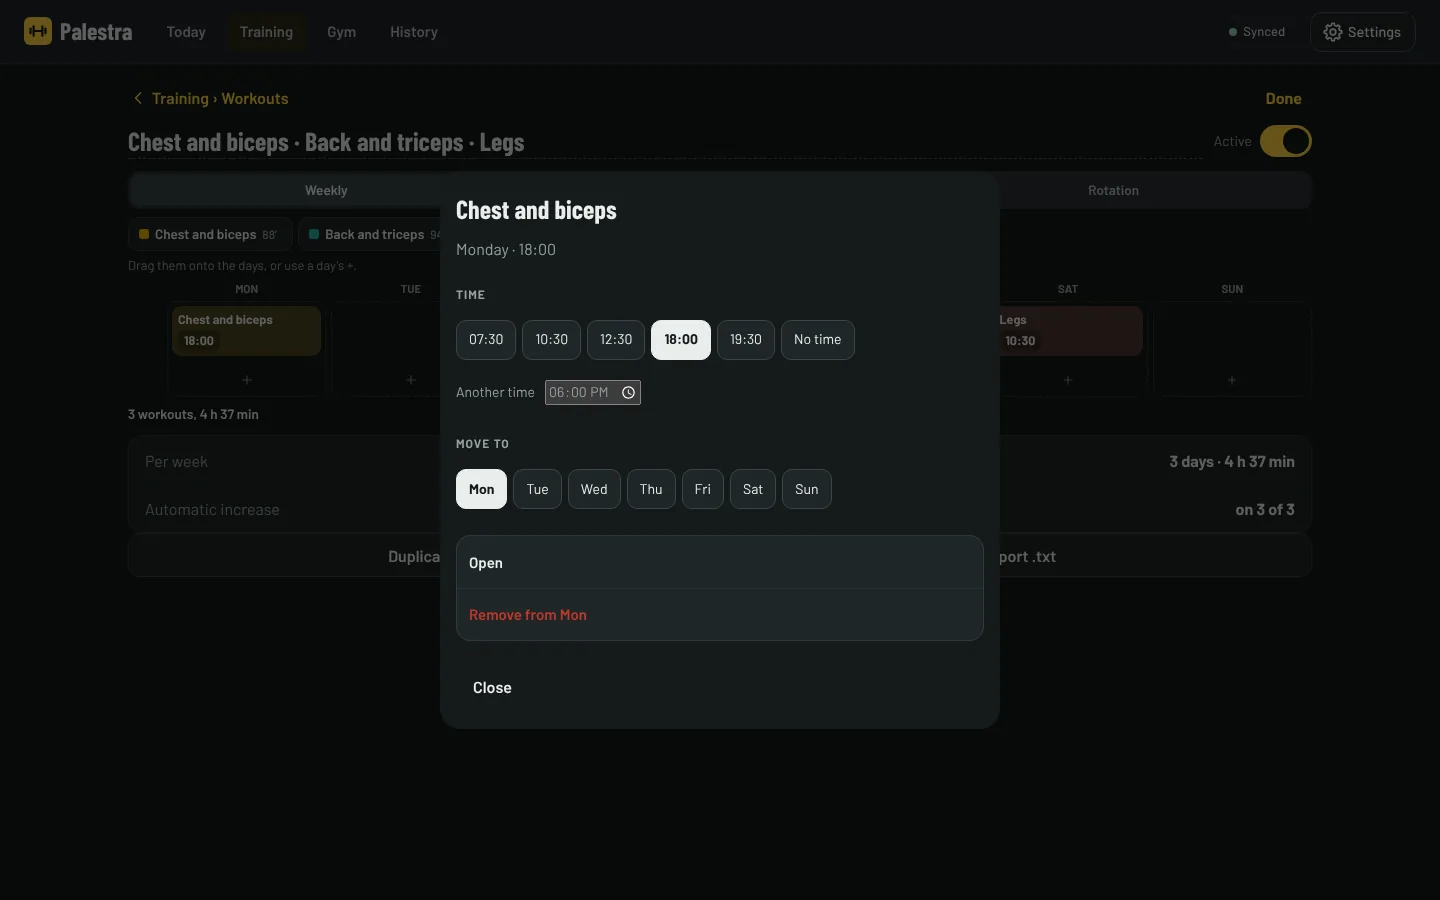 Palestra Today Training Gym History Synced Settings
Training › Workouts Done
Chest and biceps · Back and triceps · Legs Active
Weekly Rotation
Chest and biceps 88' Back and triceps
Drag them onto the days, or use a day's +.
MON TUE SAT SUN
Chest and biceps Legs
18:00 10:30
+ + + +
3 workouts, 4 h 37 min
Per week 3 days · 4 h 37 min
Automatic increase on 3 of 3
Chest and biceps
Monday · 18:00
TIME
07:30 10:30 12:30 18:00 19:30 No time
Another time 06:00 PM
MOVE TO
Mon Tue Wed Thu Fri Sat Sun
Open
Remove from Mon
Close